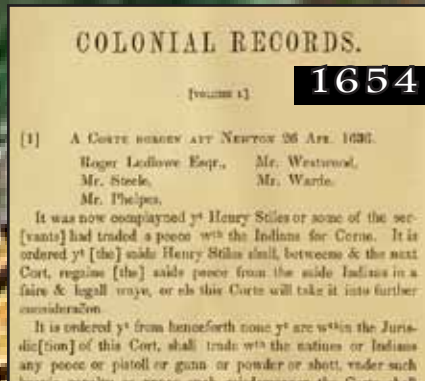 COLONIAL RECORDS.
1654
[VOLUME I.]
[1] A CORTE HOLDEN ATT NEWTON 26 APR. 1636.
Roger Ludlowe Esqr., Mr. Westwood,
Mr. Steele, Mr. Warde.
Mr. Phelpes,
It was now complayned yᵗ Henry Stiles or some of the ser-
[vants] had traded a peece wᵗʰ the Indians for Corne. It is
ordered yᵗ [the] saide Henry Stiles shall, betweene & the next
Cort, regaine [the] saide peece from the saide Indians in a
faire & legall waye, or els this Corte will take it into further
consideraĉon.
It is ordered yᵗ from henceforth none yᵗ are wᵗʰin the Juris-
dic[tion] of this Cort, shall trade wᵗʰ the natiues or Indians
any peece or pistoll or gunn or powder or shott, vnder such